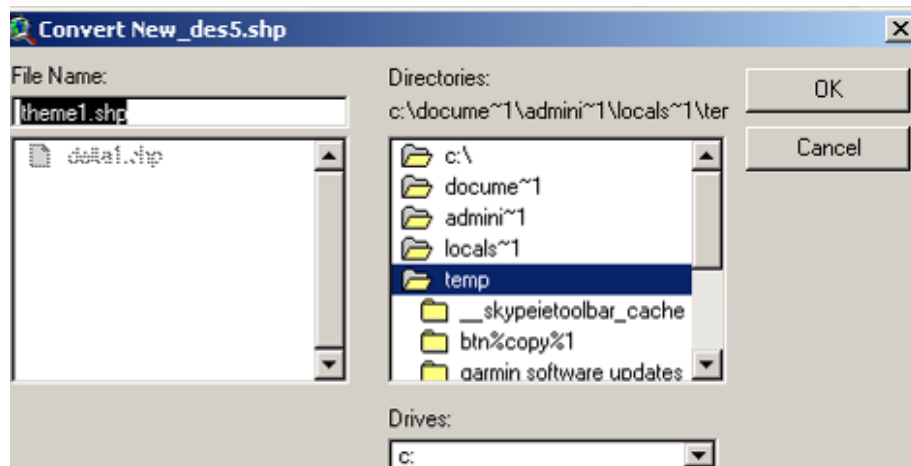 Convert New_des5.shp
File Name:
theme1.shp
Directories:
c:\docume~1\admini~1\locals~1\ter
OK
Cancel
c:\
docume~1
admini~1
locals~1
temp
__skypeietoolbar_cache
btn%copy%1
garmin software updates
Drives:
c: